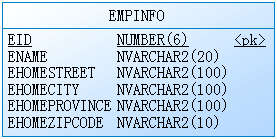 EMPINFO
EID NUMBER(6) <pk>
ENAME NVARCHAR2(20)
EHOMESTREET NVARCHAR2(100)
EHOMECITY NVARCHAR2(100)
EHOMEPROVINCE NVARCHAR2(100)
EHOMEZIPCODE NVARCHAR2(10)